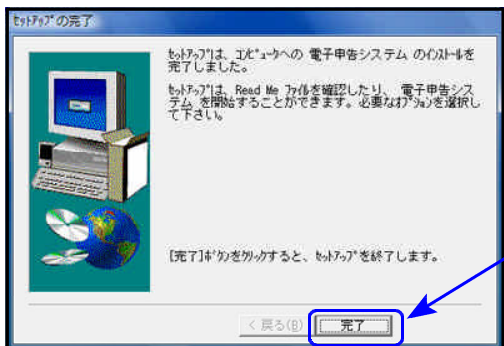 ｾｯﾄｱｯﾌﾟの完了
ｾｯﾄｱｯﾌﾟは、ｺﾝﾋﾟｭｰﾀへの 電子申告システム のｲﾝｽﾄｰﾙを
完了しました。
ｾｯﾄｱｯﾌﾟは、Read Me ﾌｧｲﾙを確認したり、電子申告シス
テム を開始することができます。必要なｵﾌﾟｼｮﾝを選択し
て下さい。
[完了]ﾎﾞﾀﾝをｸﾘｯｸすると、ｾｯﾄｱｯﾌﾟを終了します。
< 戻る(B)
完了